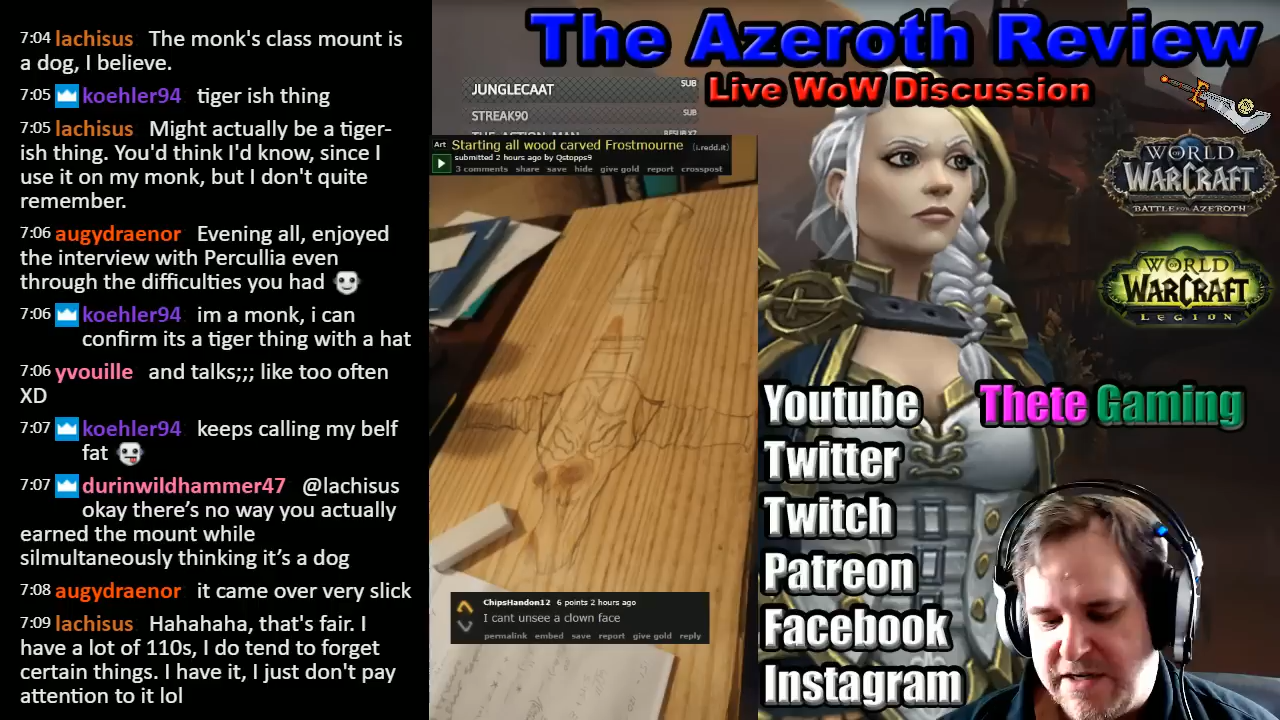 7:04 lachisus The monk's class mount is
a dog, I believe.
7:05 koehler94 tiger ish thing
7:05 lachisus Might actually be a tiger-
ish thing. You'd think I'd know, since I
use it on my monk, but I don't quite
remember.
7:06 augydraenor Evening all, enjoyed
the interview with Percullia even
through the difficulties you had
7:06 koehler94 im a monk, i can
confirm its a tiger thing with a hat
7:06 yvouille and talks;;; like too often
XD
7:07 koehler94 keeps calling my belf
fat
7:07 durinwildhammer47 @lachisus
okay there's no way you actually
earned the mount while
silmultaneously thinking it's a dog
7:08 augydraenor it came over very slick
7:09 lachisus Hahahaha, that's fair. I
have a lot of 110s, I do tend to forget
certain things. I have it, I just don't pay
attention to it lol
JUNGLECAAT SUB
STREAK90 SUB
THE_ACTION_MAN RESUB X7
Art Starting all wood carved Frostmourne (i.redd.it)
submitted 2 hours ago by Qstopps9
3 comments share save hide give gold report crosspost
ChipsHandon12 6 points 2 hours ago
I cant unsee a clown face
permalink embed save report give gold reply
The Azeroth Review
Live WoW Discussion
WORLD
WARCRAFT
BATTLE FOR AZEROTH
WORLD
WARCRAFT
LEGION
Youtube Thete Gaming
Twitter
Twitch
Patreon
Facebook
Instagram